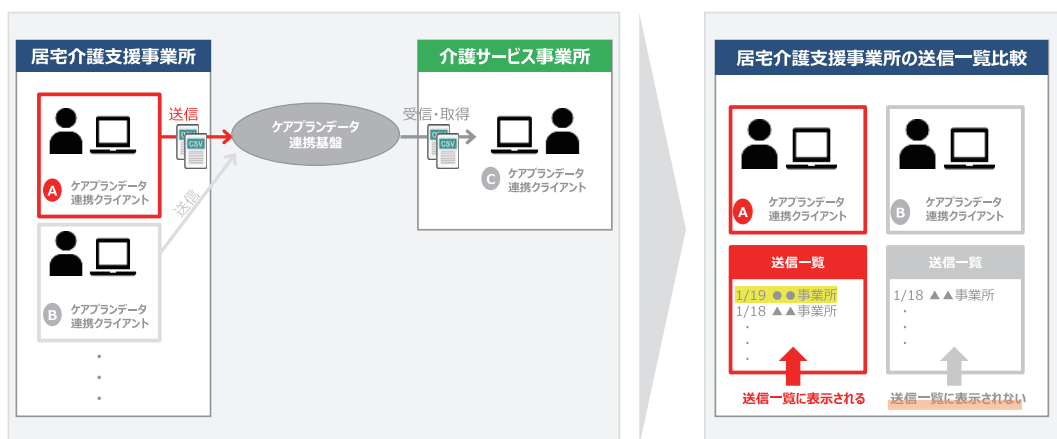 居宅介護支援事業所
送信
CSV
A
ケアプランデータ
連携クライアント
送信
B
ケアプランデータ
連携クライアント
・
・
・
ケアプランデータ
連携基盤
介護サービス事業所
受信・取得
CSV
C
ケアプランデータ
連携クライアント
居宅介護支援事業所の送信一覧比較
A
ケアプランデータ
連携クライアント
B
ケアプランデータ
連携クライアント
送信一覧
1/19 ●●事業所
1/18 ▲▲事業所
・
・
・
送信一覧に表示される
送信一覧
1/18 ▲▲事業所
・
・
・
送信一覧に表示されない